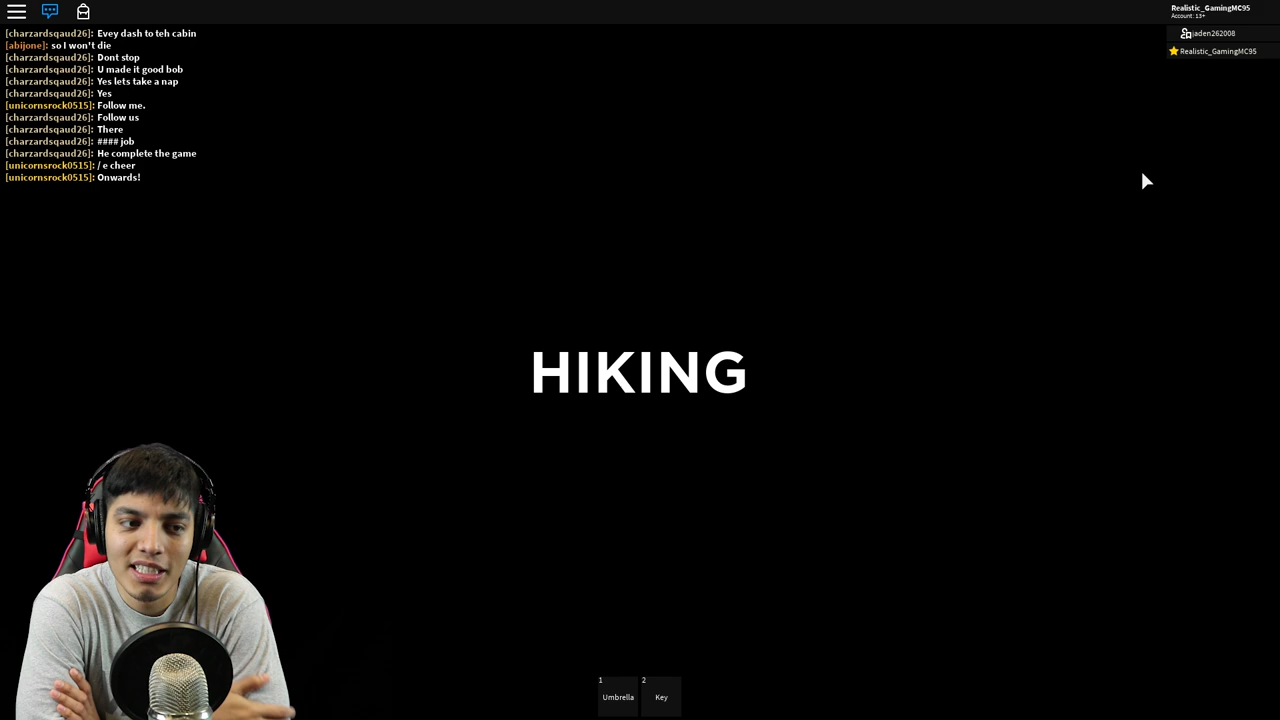 Realistic_GamingMC95
Account: 13+
jaden262008
Realistic_GamingMC95
[charzardsqaud26]: Evey dash to teh cabin
[abijone]: so I won't die
[charzardsqaud26]: Dont stop
[charzardsqaud26]: U made it good bob
[charzardsqaud26]: Yes lets take a nap
[charzardsqaud26]: Yes
[unicornsrock0515]: Follow me.
[charzardsqaud26]: Follow us
[charzardsqaud26]: There
[charzardsqaud26]: #### job
[charzardsqaud26]: He complete the game
[unicornsrock0515]: / e cheer
[unicornsrock0515]: Onwards!
HIKING
1
Umbrella
2
Key